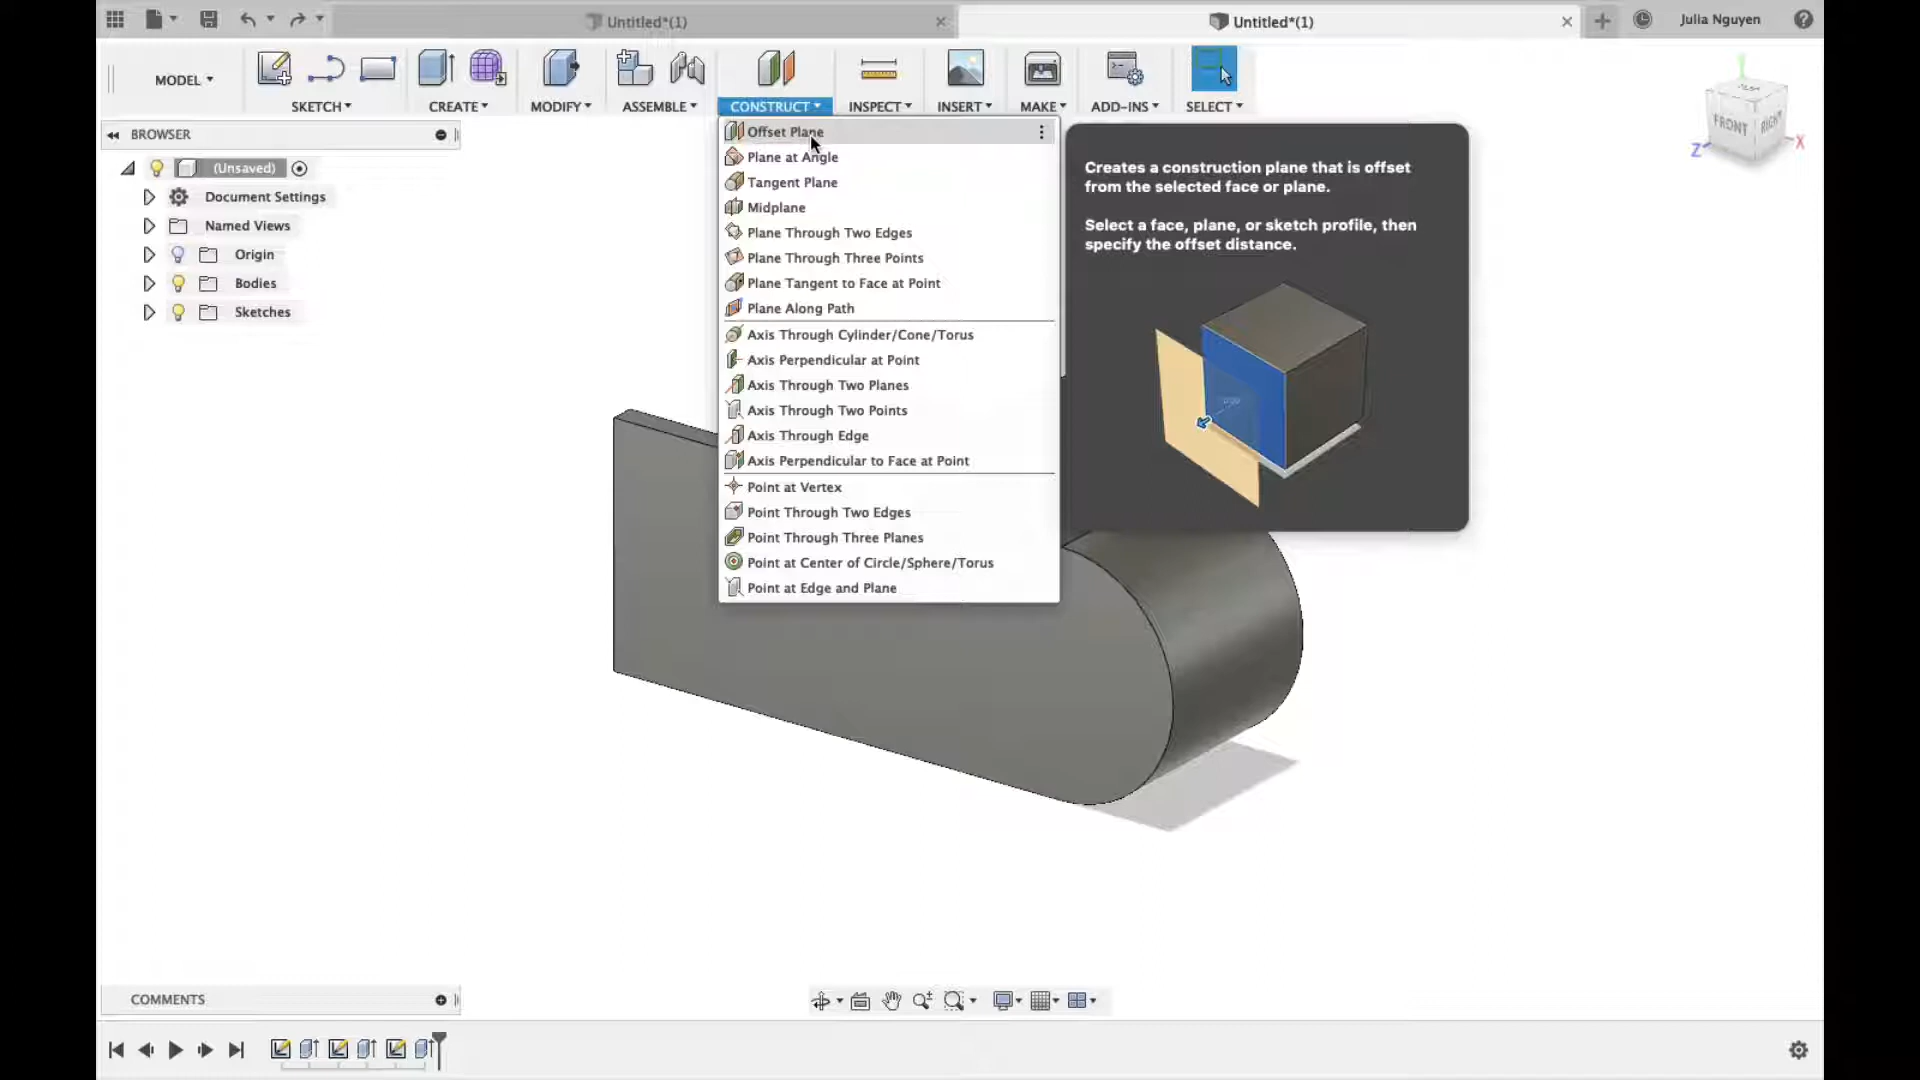 Untitled*(1)
Untitled*(1)
Julia Nguyen
MODEL
SKETCH
CREATE
MODIFY
ASSEMBLE
CONSTRUCT
INSPECT
INSERT
MAKE
ADD-INS
SELECT
BROWSER
(Unsaved)
Document Settings
Named Views
Origin
Bodies
Sketches
Offset Plane
Plane at Angle
Tangent Plane
Midplane
Plane Through Two Edges
Plane Through Three Points
Plane Tangent to Face at Point
Plane Along Path
Axis Through Cylinder/Cone/Torus
Axis Perpendicular at Point
Axis Through Two Planes
Axis Through Two Points
Axis Through Edge
Axis Perpendicular to Face at Point
Point at Vertex
Point Through Two Edges
Point Through Three Planes
Point at Center of Circle/Sphere/Torus
Point at Edge and Plane
Creates a construction plane that is offset
from the selected face or plane.
Select a face, plane, or sketch profile, then
specify the offset distance.
FRONT
RIGHT
Z
X
COMMENTS